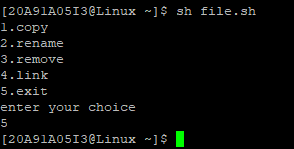 [20A91A05I3@Linux ~]$ sh file.sh
1.copy
2.rename
3.remove
4.link
5.exit
enter your choice
5
[20A91A05I3@Linux ~]$